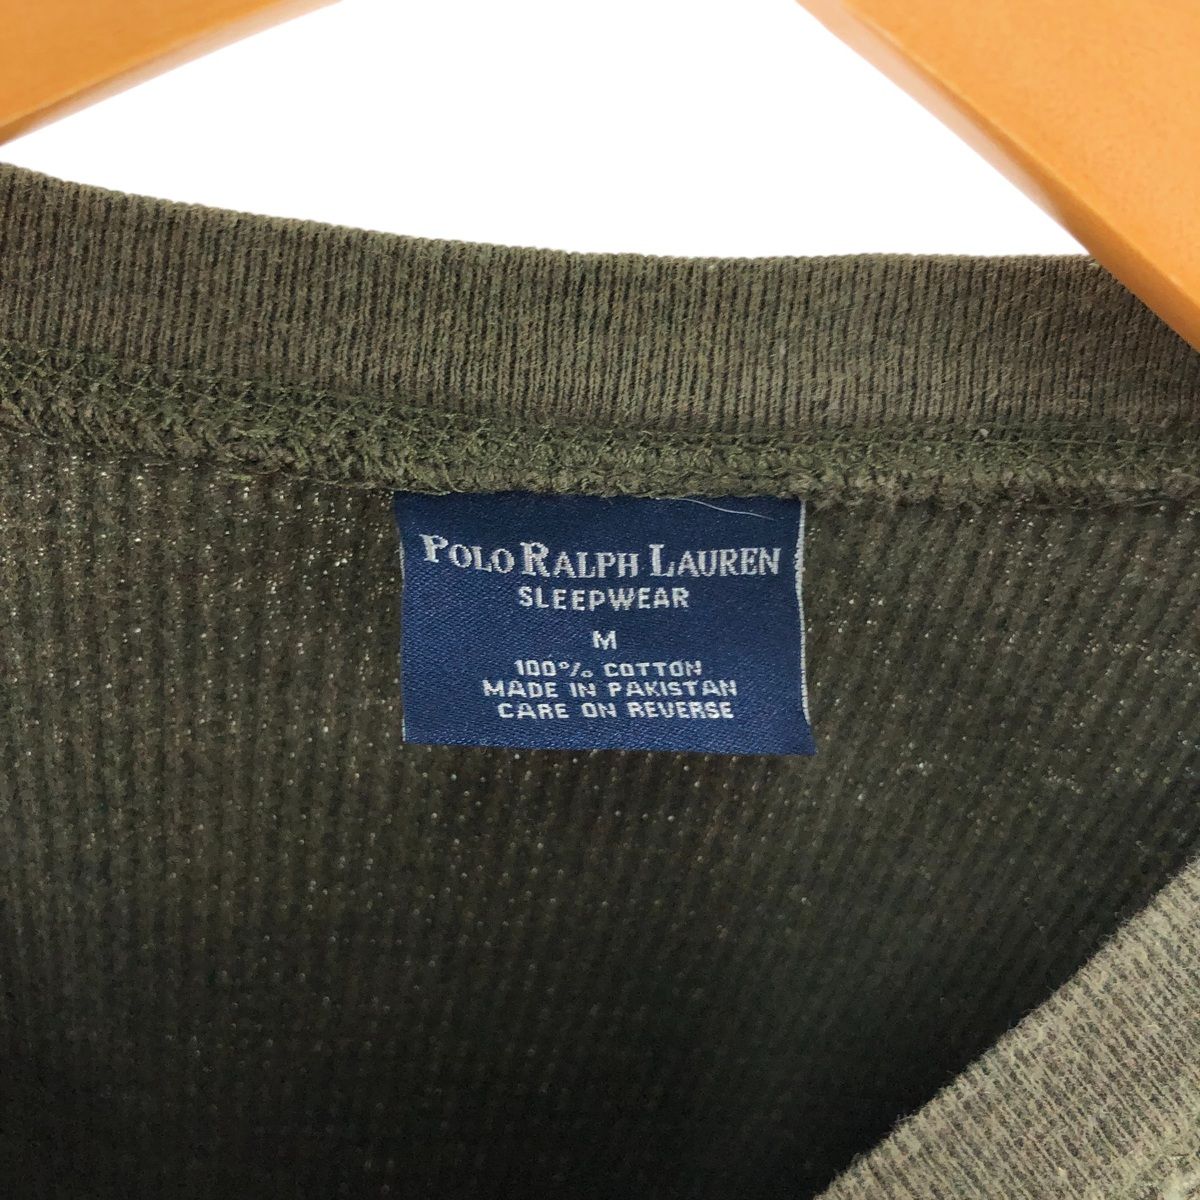 POLO RALPH LAUREN
SLEEPWEAR
M
100% COTTON
MADE IN PAKISTAN
CARE ON REVERSE